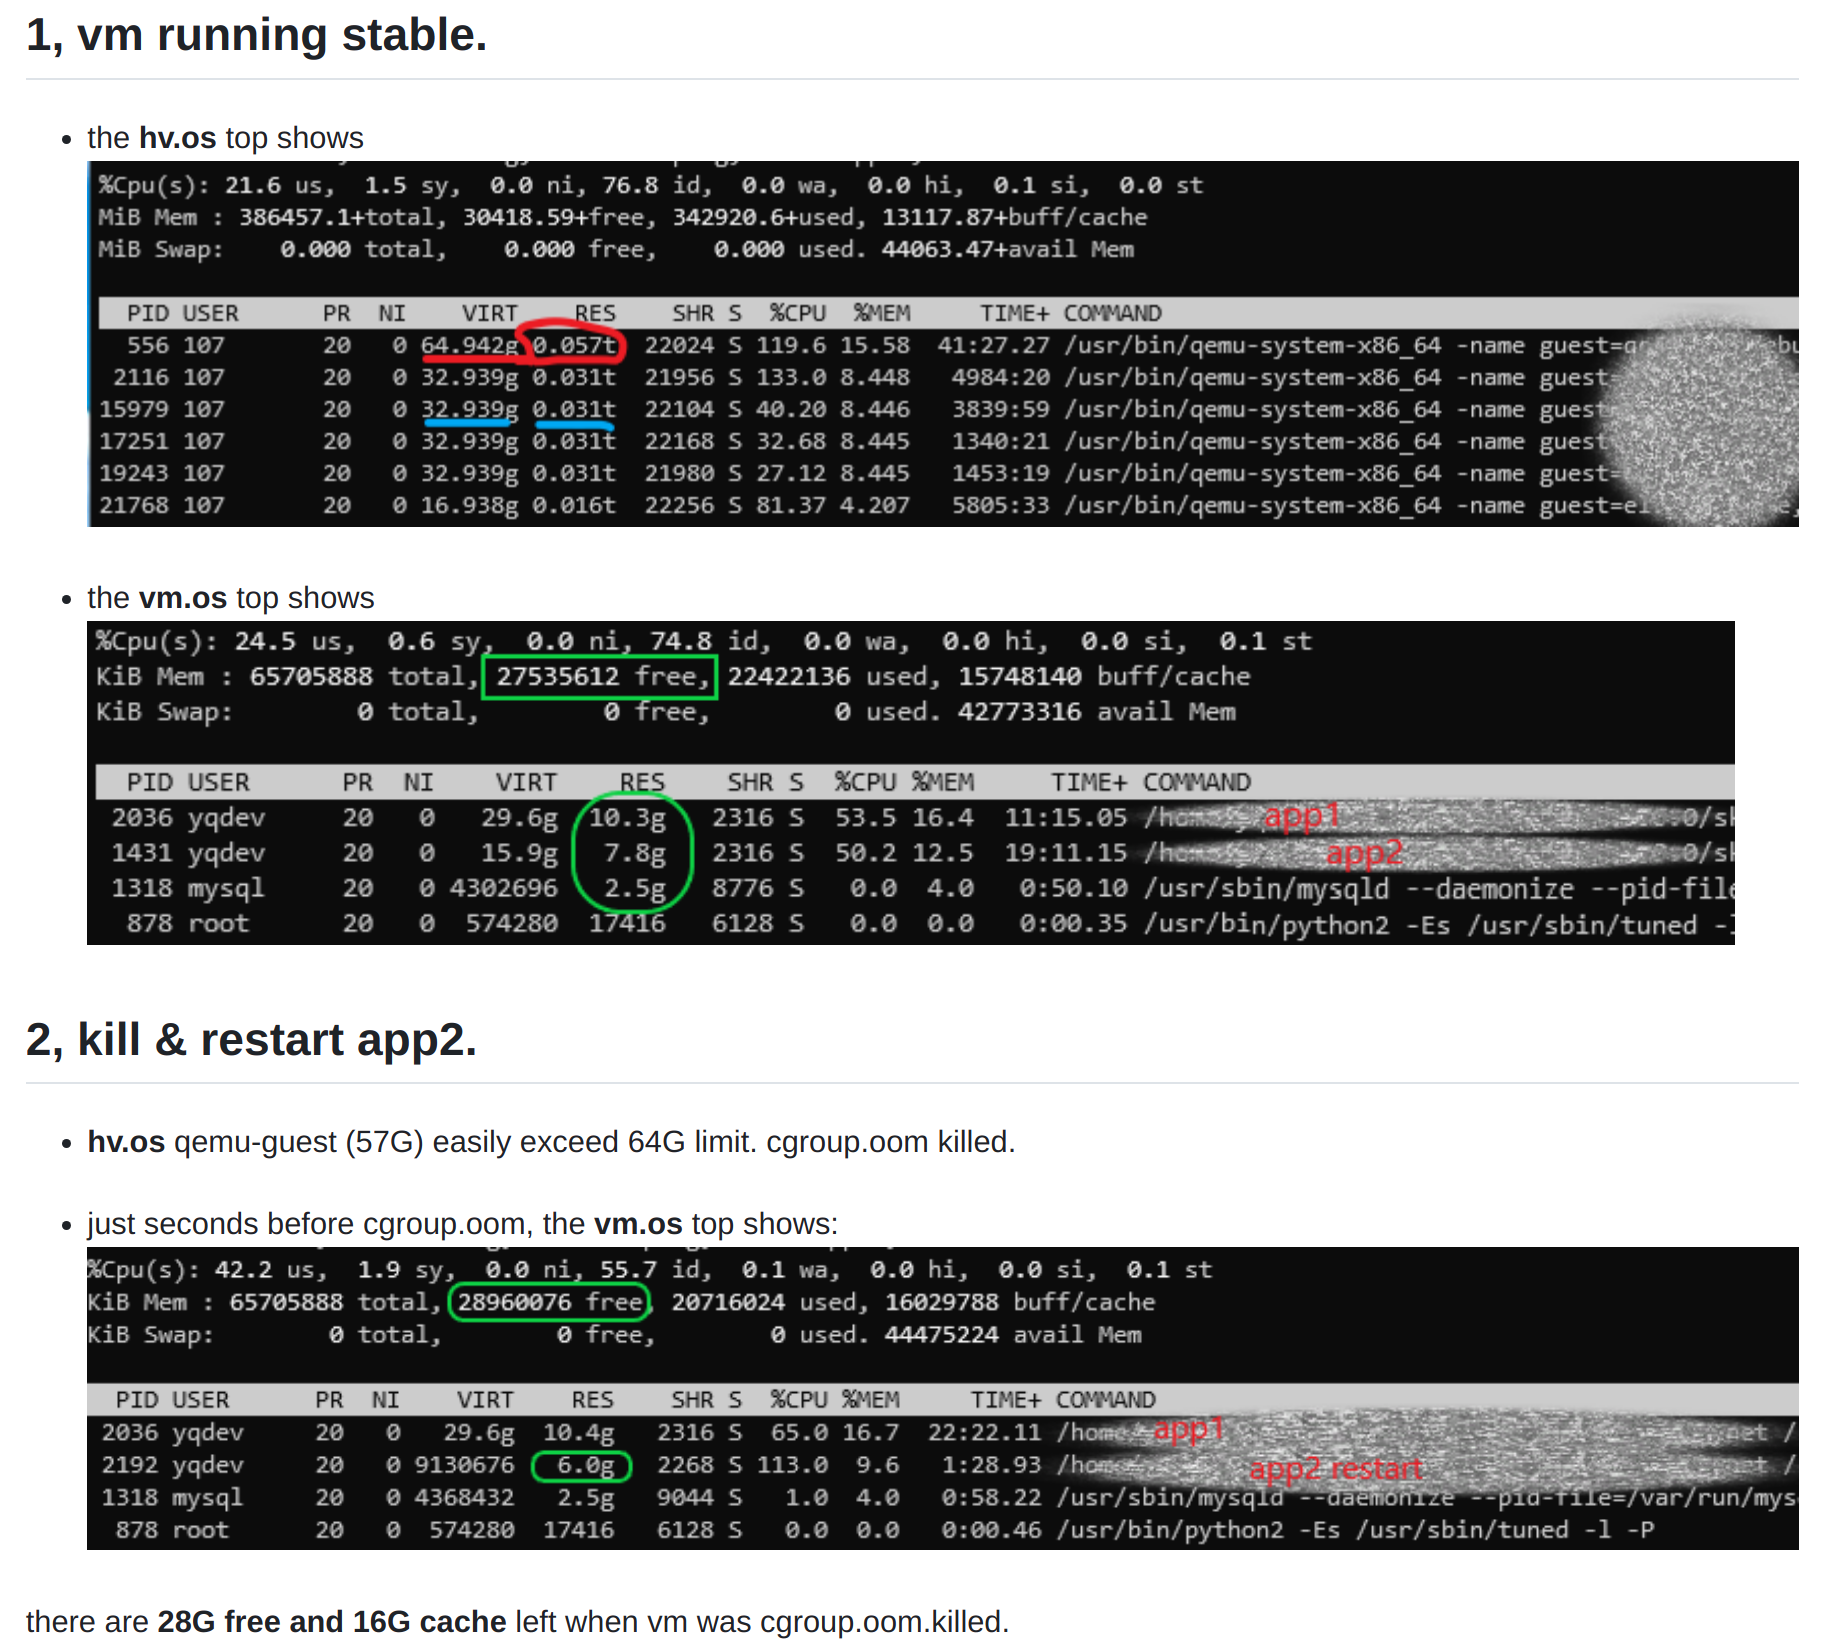 1, vm running stable.
• the hv.os top shows
%Cpu(s): 21.6 us, 1.5 sy, 0.0 ni, 76.8 id, 0.0 wa, 0.0 hi, 0.1 si, 0.0 st
MiB Mem : 386457.1+total, 30418.59+free, 342920.6+used, 13117.87+buff/cache
MiB Swap: 0.000 total, 0.000 free, 0.000 used. 44063.47+avail Mem
PID USER PR NI VIRT RES SHR S %CPU %MEM TIME+ COMMAND
556 107 20 0 64.942g 0.057t 22024 S 119.6 15.58 41:27.27 /usr/bin/qemu-system-x86_64 -name guest=
2116 107 20 0 32.939g 0.031t 21956 S 133.0 8.448 4984:20 /usr/bin/qemu-system-x86_64 -name guest=
15979 107 20 0 32.939g 0.031t 22104 S 40.20 8.446 3839:59 /usr/bin/qemu-system-x86_64 -name guest
17251 107 20 0 32.939g 0.031t 22168 S 32.68 8.445 1340:21 /usr/bin/qemu-system-x86_64 -name guest
19243 107 20 0 32.939g 0.031t 21980 S 27.12 8.445 1453:19 /usr/bin/qemu-system-x86_64 -name guest=
21768 107 20 0 16.938g 0.016t 22256 S 81.37 4.207 5805:33 /usr/bin/qemu-system-x86_64 -name guest=
• the vm.os top shows
%Cpu(s): 24.5 us, 0.6 sy, 0.0 ni, 74.8 id, 0.0 wa, 0.0 hi, 0.0 si, 0.1 st
KiB Mem : 65705888 total, 27535612 free, 22422136 used, 15748140 buff/cache
KiB Swap: 0 total, 0 free, 0 used. 42773316 avail Mem
PID USER PR NI VIRT RES SHR S %CPU %MEM TIME+ COMMAND
2036 yqdev 20 0 29.6g 10.3g 2316 S 53.5 16.4 11:15.05 app1
1431 yqdev 20 0 15.9g 7.8g 2316 S 50.2 12.5 19:11.15 app2
1318 mysql 20 0 4302696 2.5g 8776 S 0.0 4.0 0:50.10 /usr/sbin/mysqld --daemonize --pid-file
878 root 20 0 574280 17416 6128 S 0.0 0.0 0:00.35 /usr/bin/python2 -Es /usr/sbin/tuned -
2, kill & restart app2.
• hv.os qemu-guest (57G) easily exceed 64G limit. cgroup.oom killed.
• just seconds before cgroup.oom, the vm.os top shows:
%Cpu(s): 42.2 us, 1.9 sy, 0.0 ni, 55.7 id, 0.1 wa, 0.0 hi, 0.0 si, 0.1 st
KiB Mem : 65705888 total, 28960076 free, 20716024 used, 16029788 buff/cache
KiB Swap: 0 total, 0 free, 0 used. 44475224 avail Mem
PID USER PR NI VIRT RES SHR S %CPU %MEM TIME+ COMMAND
2036 yqdev 20 0 29.6g 10.4g 2316 S 65.0 16.7 22:22.11 /home app1
2192 yqdev 20 0 9130676 6.0g 2268 S 113.0 9.6 1:28.93 /hom app2 restart
1318 mysql 20 0 4368432 2.5g 9044 S 1.0 4.0 0:58.22 /usr/sbin/mysqld --daemonize --pid-file=/var/run/mys
878 root 20 0 574280 17416 6128 S 0.0 0.0 0:00.46 /usr/bin/python2 -Es /usr/sbin/tuned -l -P
there are 28G free and 16G cache left when vm was cgroup.oom.killed.